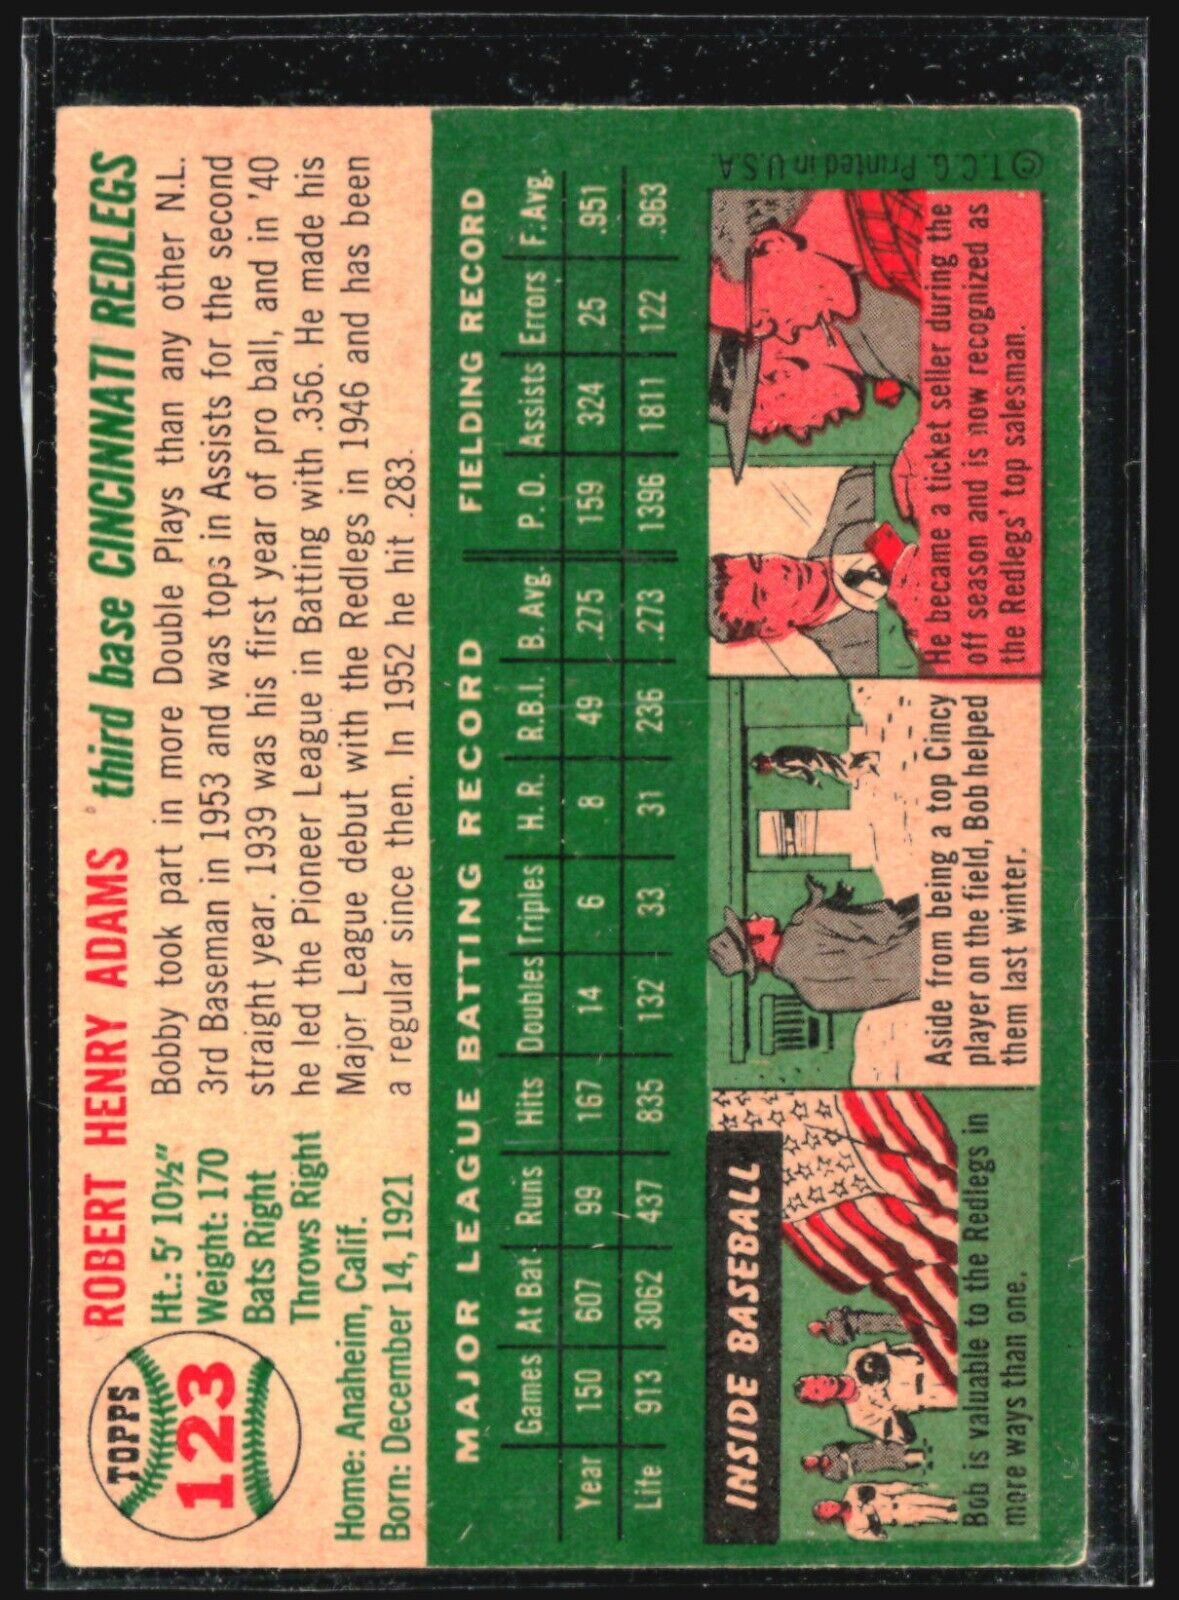 TOPPS
123
ROBERT HENRY ADAMS third base CINCINNATI REDLEGS
Ht.: 5' 10½"
Weight: 170
Bats Right
Throws Right
Home: Anaheim, Calif.
Born: December 14, 1921
Bobby took part in more Double Plays than any other N.L.
3rd Baseman in 1953 and was tops in Assists for the second
straight year. 1939 was his first year of pro ball, and in '40
he led the Pioneer League in Batting with .356. He made his
Major League debut with the Redlegs in 1946 and has been
a regular since then. In 1952 he hit .283.
MAJOR LEAGUE BATTING RECORD FIELDING RECORD
Games At Bat Runs Hits Doubles Triples H.R. R.B.I. B. Avg. P. O. Assists Errors F. Avg.
Year 150 607 99 167 14 6 8 49 .275 159 324 25 .951
Life 913 3062 437 835 132 33 31 236 .273 1396 1811 122 .963
INSIDE BASEBALL
Bob is valuable to the Redlegs in
more ways than one.
Aside from being a top Cincy
player on the field, Bob helped
them last winter.
He became a ticket seller during the
off season and is now recognized as
the Redlegs' top salesman.
© T.C.G. Printed in U.S.A.